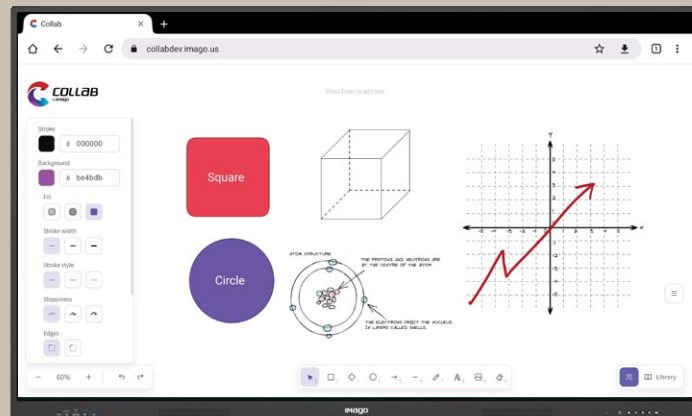 Collab
collabdev.imago.us
COLLAB
Press Enter to add text
Stroke
# 000000
Background
# be4bdb
Fill
Stroke width
Stroke style
Sloppiness
Edges
Square
Circle
ATOM STRUCTURE
THE PROTONS AND NEUTRONS ARE
AT THE CENTRE OF THE ATOM
THE ELECTRONS ORBIT THE NUCLEUS
IN LAYERS CALLED SHELLS.
y
x
60%
Library
imago